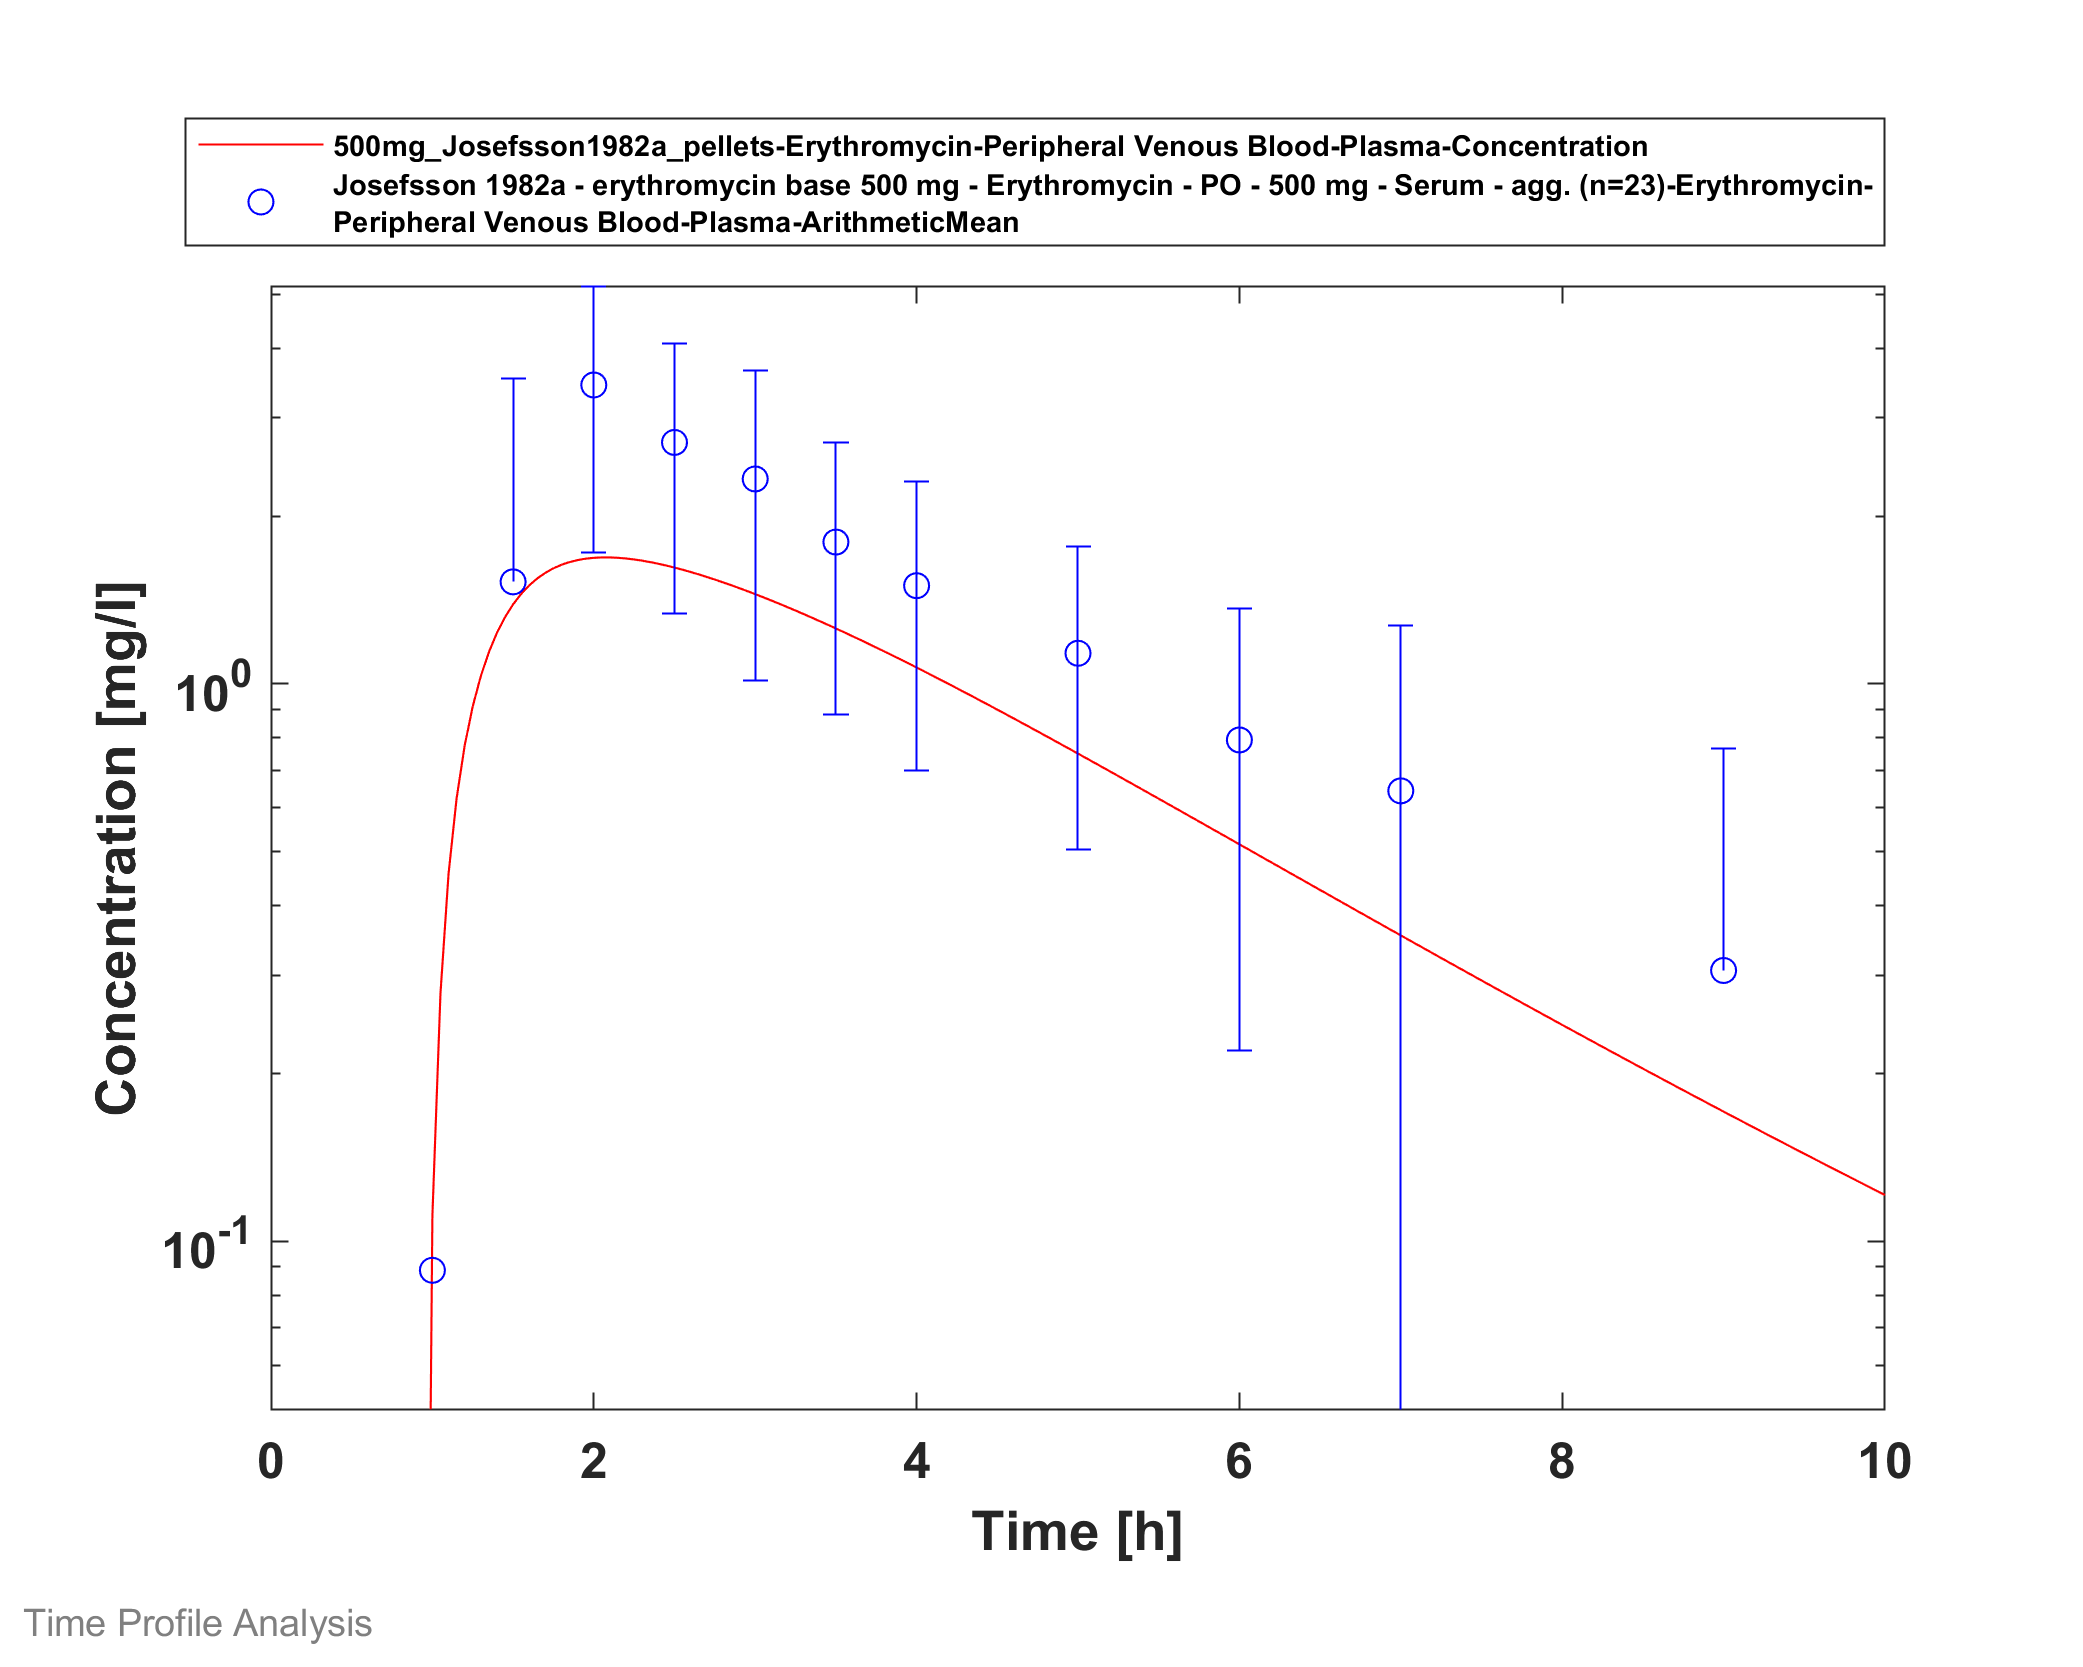 500mg_Josefsson1982a_pellets-Erythromycin-Peripheral Venous Blood-Plasma-Concentration
Josefsson 1982a - erythromycin base 500 mg - Erythromycin - PO - 500 mg - Serum - agg. (n=23)-Erythromycin-
Peripheral Venous Blood-Plasma-ArithmeticMean
Concentration [mg/l]
10^0
10^-1
0 2 4 6 8 10
Time [h]
Time Profile Analysis